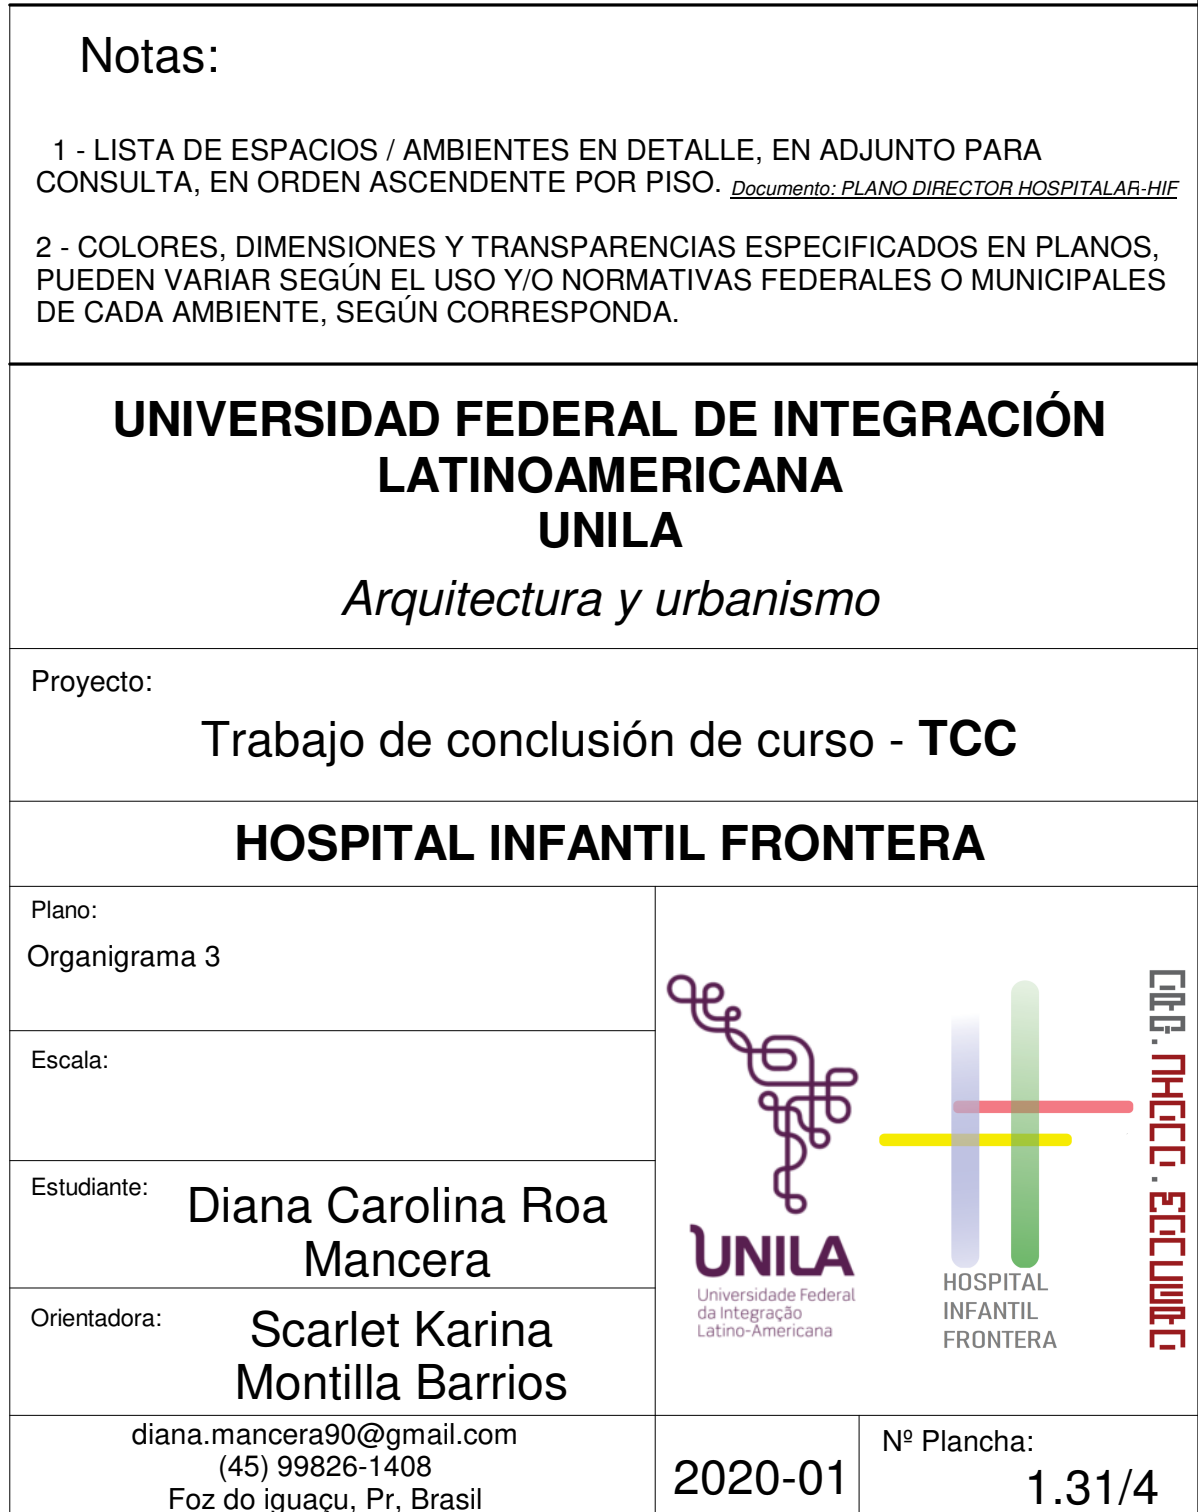 Notas:
1 - LISTA DE ESPACIOS / AMBIENTES EN DETALLE, EN ADJUNTO PARA
CONSULTA, EN ORDEN ASCENDENTE POR PISO. Documento: PLANO DIRECTOR HOSPITALAR-HIF
2 - COLORES, DIMENSIONES Y TRANSPARENCIAS ESPECIFICADOS EN PLANOS,
PUEDEN VARIAR SEGÚN EL USO Y/O NORMATIVAS FEDERALES O MUNICIPALES
DE CADA AMBIENTE, SEGÚN CORRESPONDA.
UNIVERSIDAD FEDERAL DE INTEGRACIÓN
LATINOAMERICANA
UNILA
Arquitectura y urbanismo
Proyecto:
Trabajo de conclusión de curso - TCC
HOSPITAL INFANTIL FRONTERA
Plano:
Organigrama 3
Escala:
Estudiante:
Diana Carolina Roa
Mancera
Orientadora:
Scarlet Karina
Montilla Barrios
UNILA
Universidade Federal
da Integração
Latino-Americana
HOSPITAL
INFANTIL
FRONTERA
diana.mancera90@gmail.com
(45) 99826-1408
Foz do iguaçu, Pr, Brasil
2020-01
Nº Plancha:
1.31/4